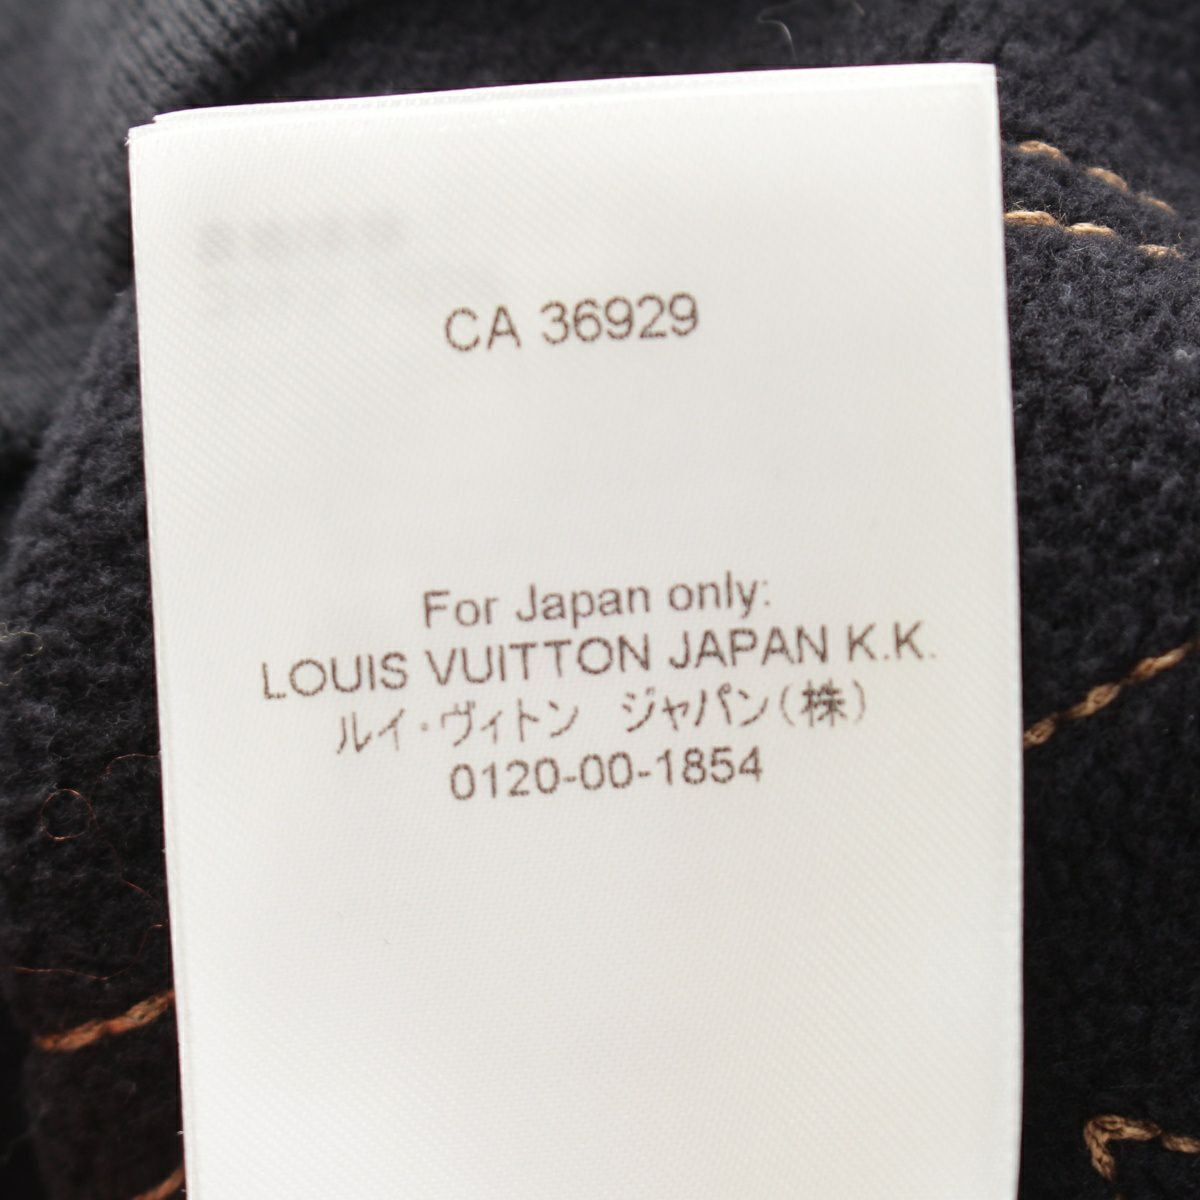 CA 36929
For Japan only:
LOUIS VUITTON JAPAN K.K.
ルイ・ヴィトン ジャパン(株)
0120-00-1854